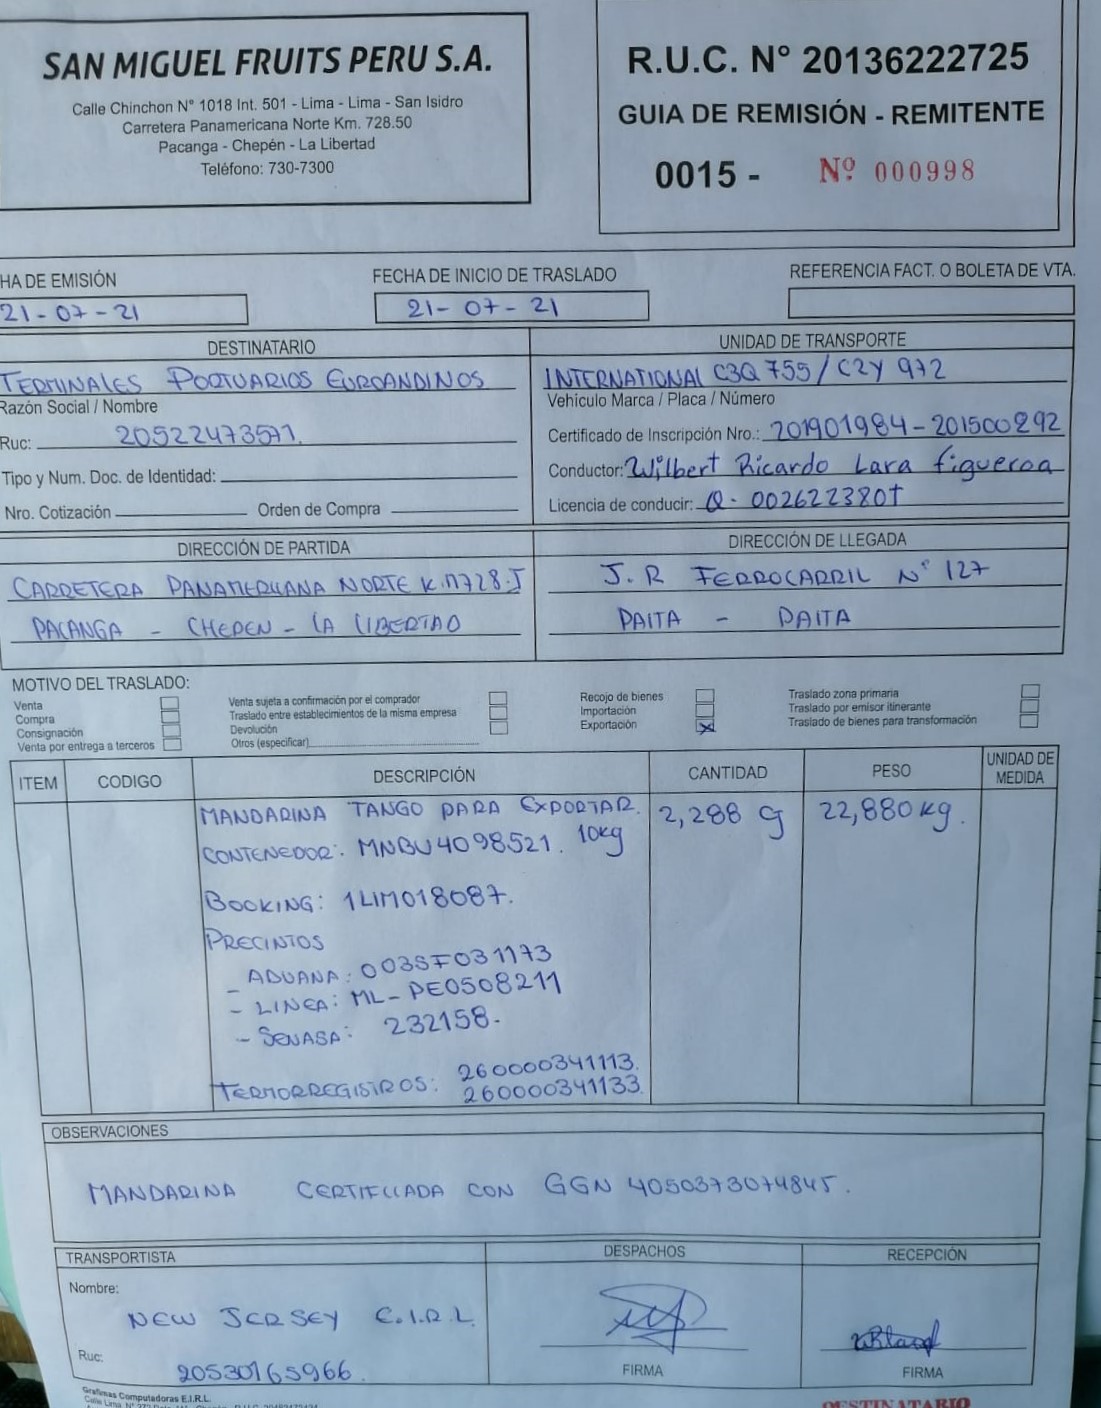 SAN MIGUEL FRUITS PERU S.A.
Calle Chinchon N° 1018 Int. 501 - Lima - Lima - San Isidro
Carretera Panamericana Norte Km. 728.50
Pacanga - Chepén - La Libertad
Teléfono: 730-7300
R.U.C. N° 20136222725
GUIA DE REMISIÓN - REMITENTE
0015 - Nº 000998
HA DE EMISIÓN
21-07-21
FECHA DE INICIO DE TRASLADO
21-07-21
REFERENCIA FACT. O BOLETA DE VTA.
DESTINATARIO
TERMINALES PORTUARIOS EUROANDINOS
Razón Social / Nombre
Ruc: 20522473571.
Tipo y Num. Doc. de Identidad:
Nro. Cotización Orden de Compra
UNIDAD DE TRANSPORTE
INTERNATIONAL C3Q 755/C2Y 972
Vehículo Marca / Placa / Número
Certificado de Inscripción Nro.: 201901984-201500292
Conductor: Wilbert Ricardo Lara figueroa
Licencia de conducir: Q-
DIRECCIÓN DE PARTIDA
CARRETERA PANAMERICANA NORTE K.M728.5
PACANGA - CHEPEN - LA LIBERTAD
DIRECCIÓN DE LLEGADA
J.R FERROCARRIL N° 127
PAITA - PAITA
MOTIVO DEL TRASLADO:
Venta
Compra
Consignación
Venta por entrega a terceros
Venta sujeta a confirmación por el comprador
Traslado entre establecimientos de la misma empresa
Devolución
Otros (especificar)
Recojo de bienes
Importación
Exportación X
Traslado zona primaria
Traslado por emisor itinerante
Traslado de bienes para transformación
ITEM CODIGO DESCRIPCIÓN CANTIDAD PESO UNIDAD DE MEDIDA
MANDARINA TANGO PARA EXPORTAR. 2,288 g 22,880 kg.
CONTENEDOR: MNBU4098521. 10kg
BOOKING: 1LIM018087.
PRECINTOS
- ADUANA: 003SF031173
- LINEA: ML-PE0508211
- SENASA: 232158.
TERMORREGISTROS: 260000341113.
260000341133.
OBSERVACIONES
MANDARINA CERTIFICADA CON GGN 4050373074845.
TRANSPORTISTA
Nombre:
NEW JERSEY E.I.R.L.
Ruc:
20530165966.
DESPACHOS
FIRMA
RECEPCIÓN
FIRMA
Grafimas Computadoras E.I.R.L.
DESTINATARIO